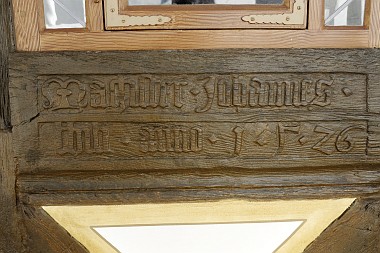 Johannes ·
anno · 1 · 5 · 26